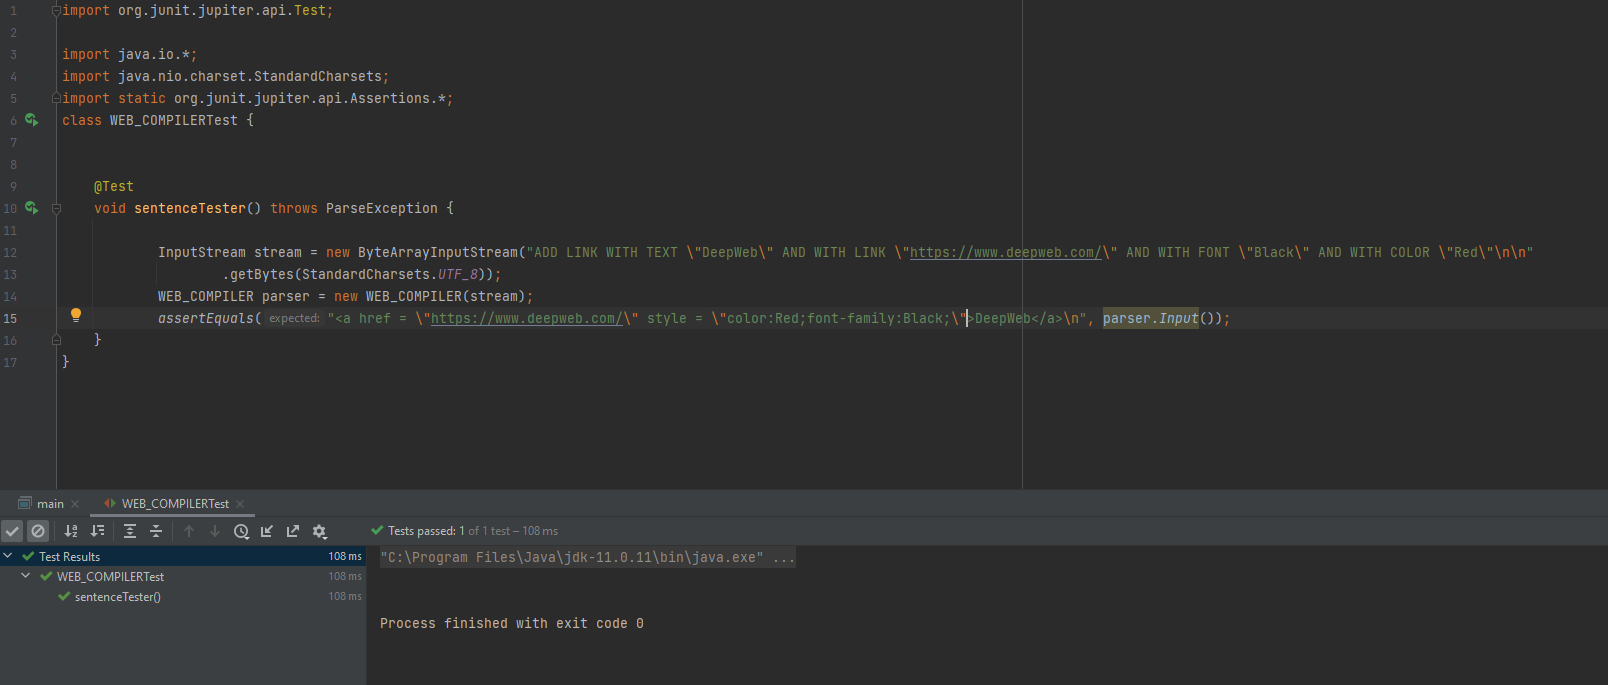 1 import org.junit.jupiter.api.Test;
2
3 import java.io.*;
4 import java.nio.charset.StandardCharsets;
5 import static org.junit.jupiter.api.Assertions.*;
6 class WEB_COMPILERTest {
7
8
9 @Test
10 void sentenceTester() throws ParseException {
11
12 InputStream stream = new ByteArrayInputStream("ADD LINK WITH TEXT \"DeepWeb\" AND WITH LINK \"https://www.deepweb.com/\" AND WITH FONT \"Black\" AND WITH COLOR \"Red\"\n\n"
13 .getBytes(StandardCharsets.UTF_8));
14 WEB_COMPILER parser = new WEB_COMPILER(stream);
15 assertEquals( expected: "<a href = \"https://www.deepweb.com/\" style = \"color:Red;font-family:Black;\">DeepWeb</a>\n", parser.Input());
16 }
17 }
main WEB_COMPILERTest
Tests passed: 1 of 1 test – 108 ms
Test Results 108 ms
"C:\Program Files\Java\jdk-11.0.11\bin\java.exe" ...
WEB_COMPILERTest 108 ms
sentenceTester() 108 ms
Process finished with exit code 0